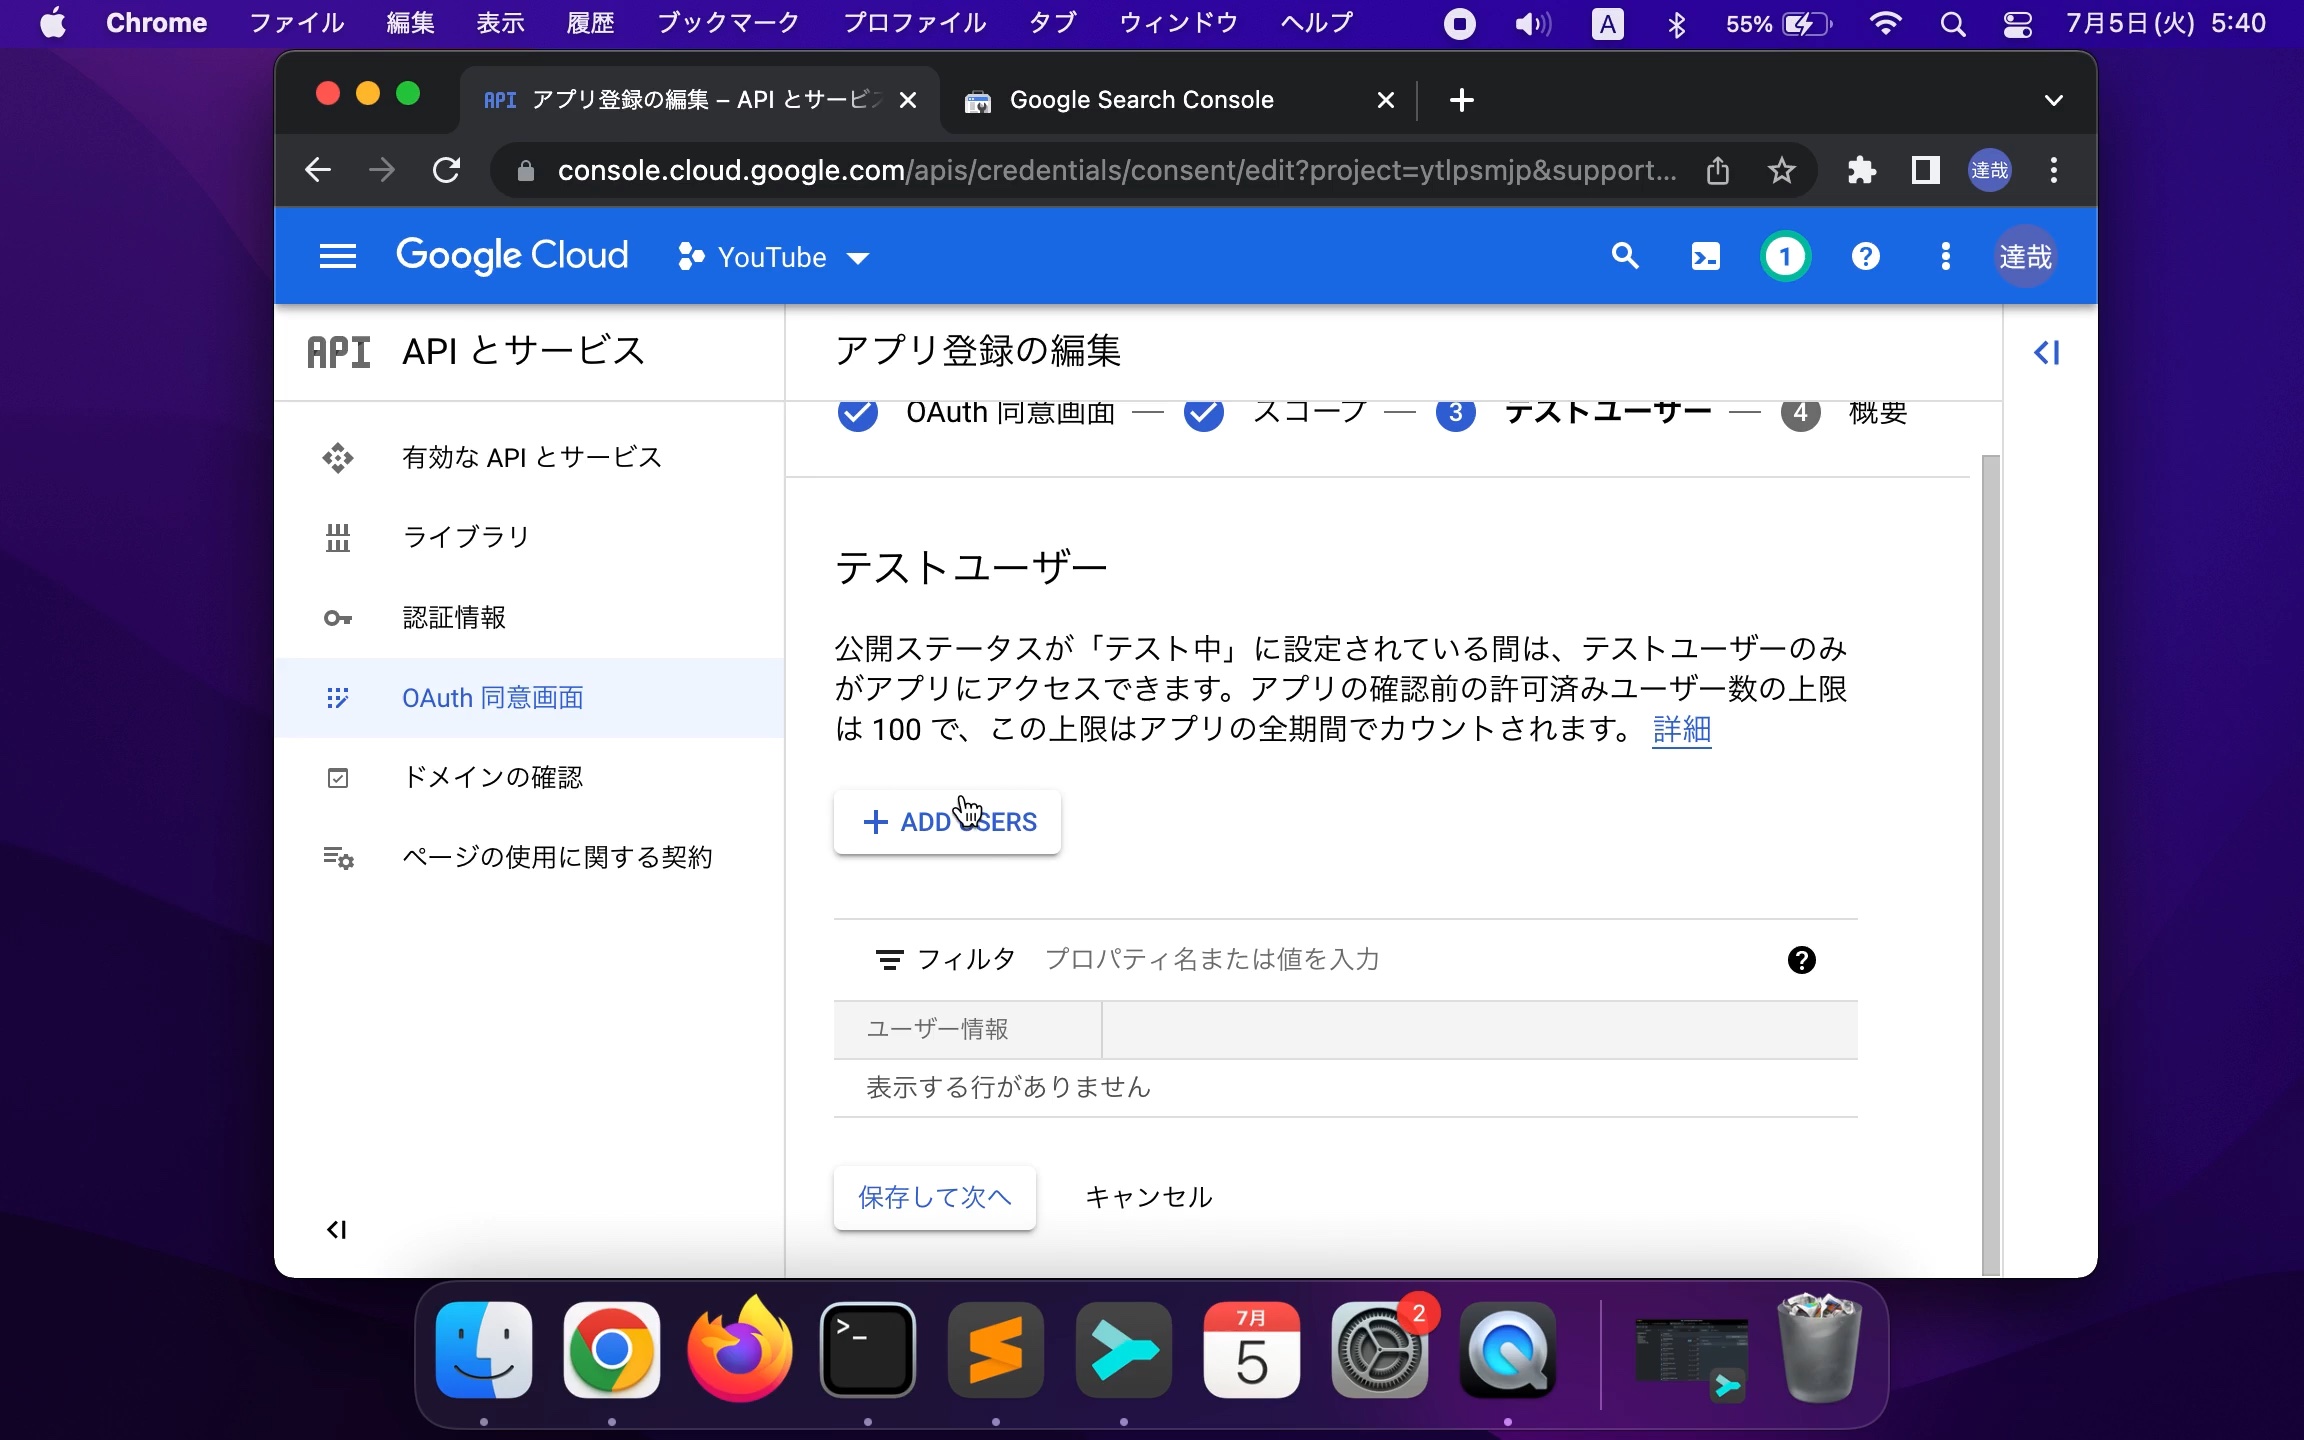 Chrome ファイル 編集 表示 履歴 ブックマーク プロファイル タブ ウィンドウ ヘルプ A 55% 7月5日(火) 5:40
API アプリ登録の編集 – API とサービス Google Search Console
console.cloud.google.com/apis/credentials/consent/edit?project=ytlpsmjp&support... 達哉
Google Cloud YouTube 1 達哉
API API とサービス
アプリ登録の編集
OAuth 同意画面 スコープ 3 テストユーザー 4 概要
有効な API とサービス
ライブラリ
認証情報
OAuth 同意画面
ドメインの確認
ページの使用に関する契約
テストユーザー
公開ステータスが「テスト中」に設定されている間は、テストユーザーのみ
がアプリにアクセスできます。アプリの確認前の許可済みユーザー数の上限
は 100 で、この上限はアプリの全期間でカウントされます。 詳細
ADD USERS
フィルタ プロパティ名または値を入力
ユーザー情報
表示する行がありません
保存して次へ キャンセル
7月
5
2